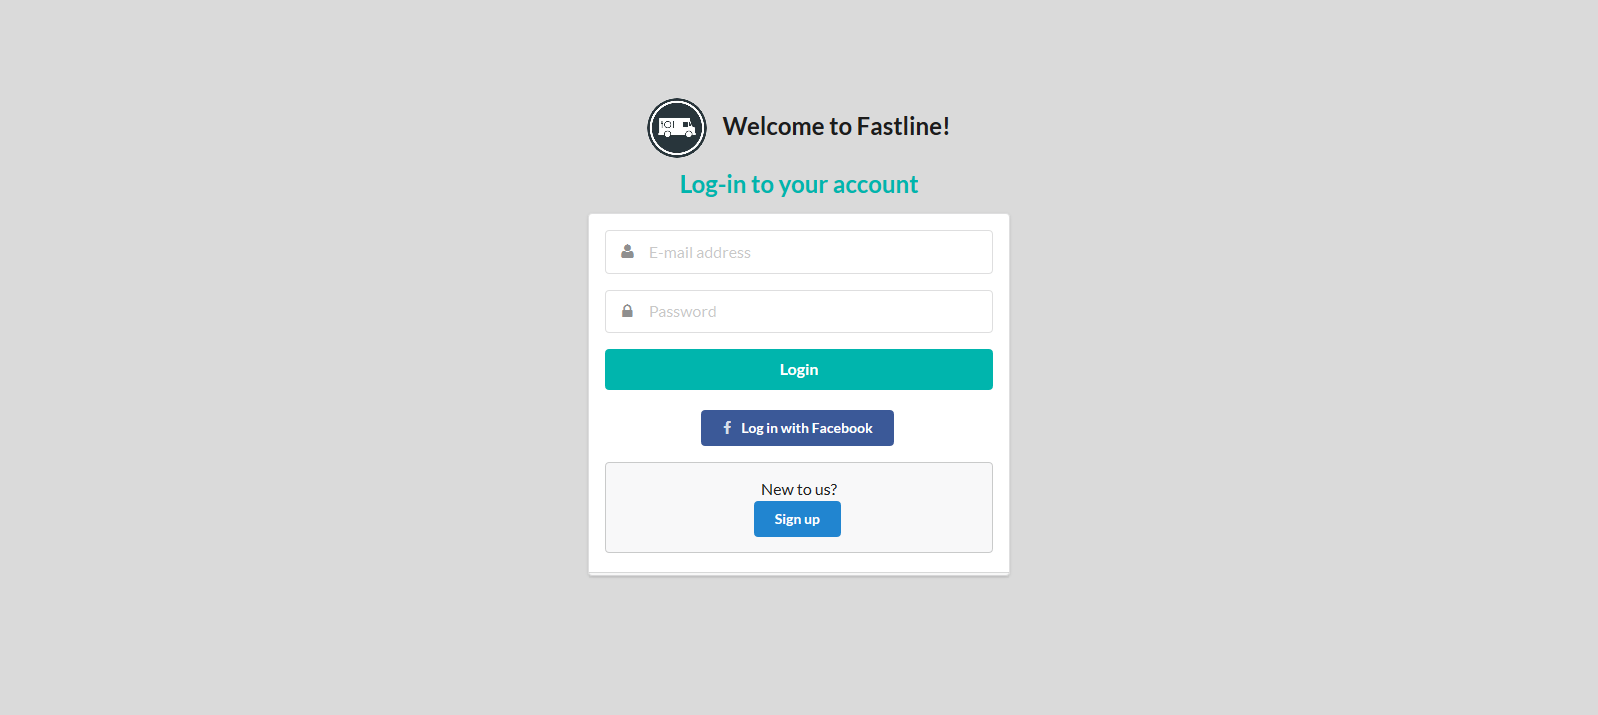 Welcome to Fastline!
Log-in to your account
E-mail address
Password
Login
Log in with Facebook
New to us?
Sign up